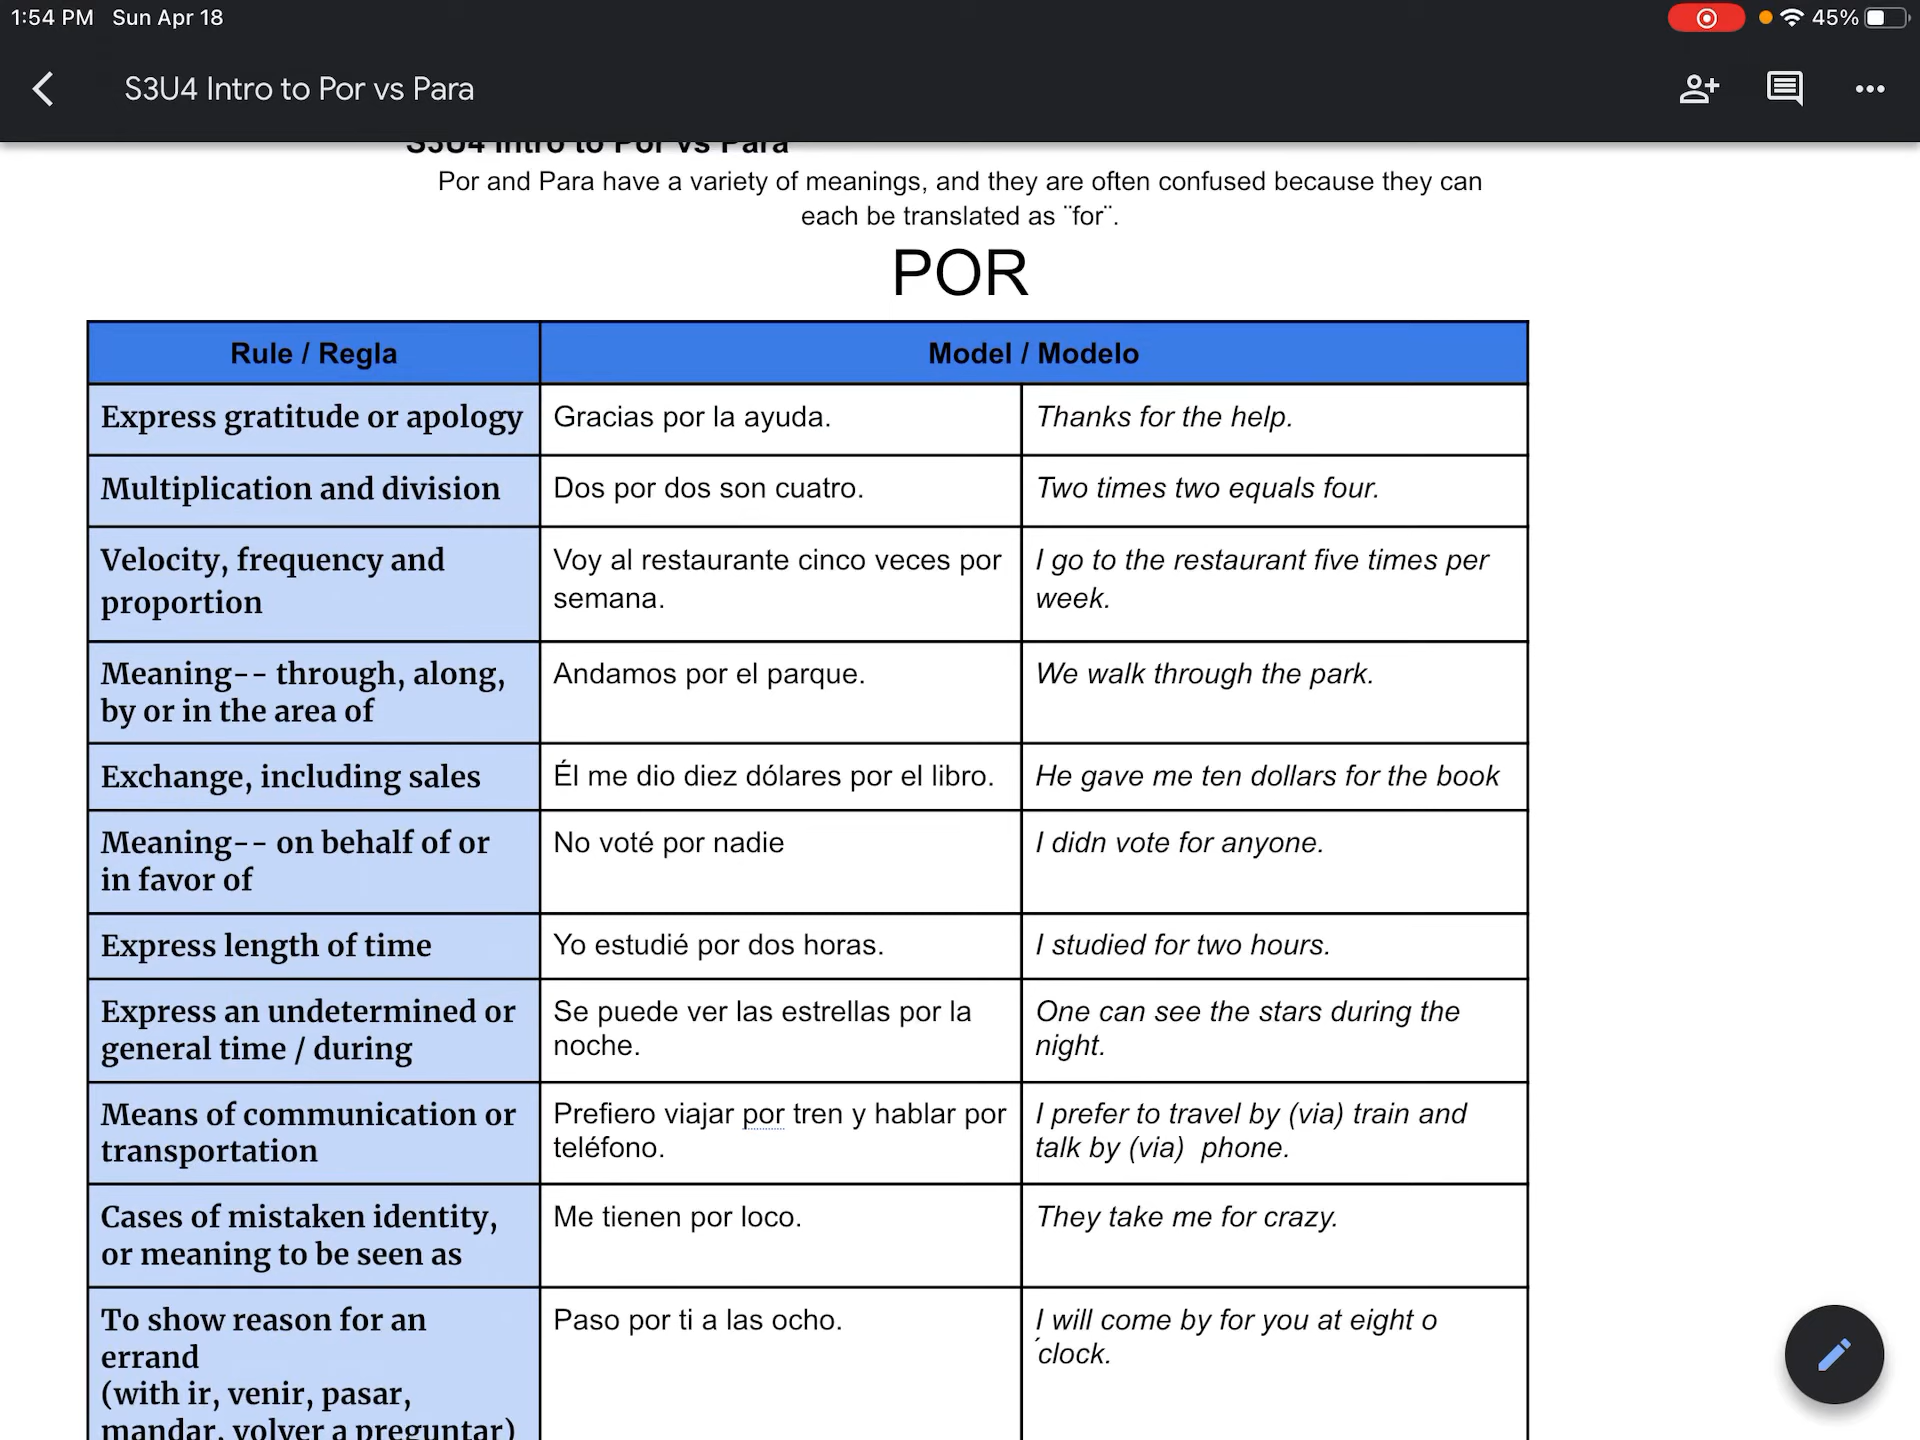 1:54 PM Sun Apr 18
45%
S3U4 Intro to Por vs Para
S3U4 Intro to Por vs Para
Por and Para have a variety of meanings, and they are often confused because they can
each be translated as ¨for¨.
POR
Rule / Regla
Model / Modelo
Express gratitude or apology
Gracias por la ayuda.
Thanks for the help.
Multiplication and division
Dos por dos son cuatro.
Two times two equals four.
Velocity, frequency and
proportion
Voy al restaurante cinco veces por
semana.
I go to the restaurant five times per
week.
Meaning-- through, along,
by or in the area of
Andamos por el parque.
We walk through the park.
Exchange, including sales
Él me dio diez dólares por el libro.
He gave me ten dollars for the book
Meaning-- on behalf of or
in favor of
No voté por nadie
I didn vote for anyone.
Express length of time
Yo estudié por dos horas.
I studied for two hours.
Express an undetermined or
general time / during
Se puede ver las estrellas por la
noche.
One can see the stars during the
night.
Means of communication or
transportation
Prefiero viajar por tren y hablar por
teléfono.
I prefer to travel by (via) train and
talk by (via)  phone.
Cases of mistaken identity,
or meaning to be seen as
Me tienen por loco.
They take me for crazy.
To show reason for an
errand
(with ir, venir, pasar,
mandar, volver a preguntar)
Paso por ti a las ocho.
I will come by for you at eight o
´clock.